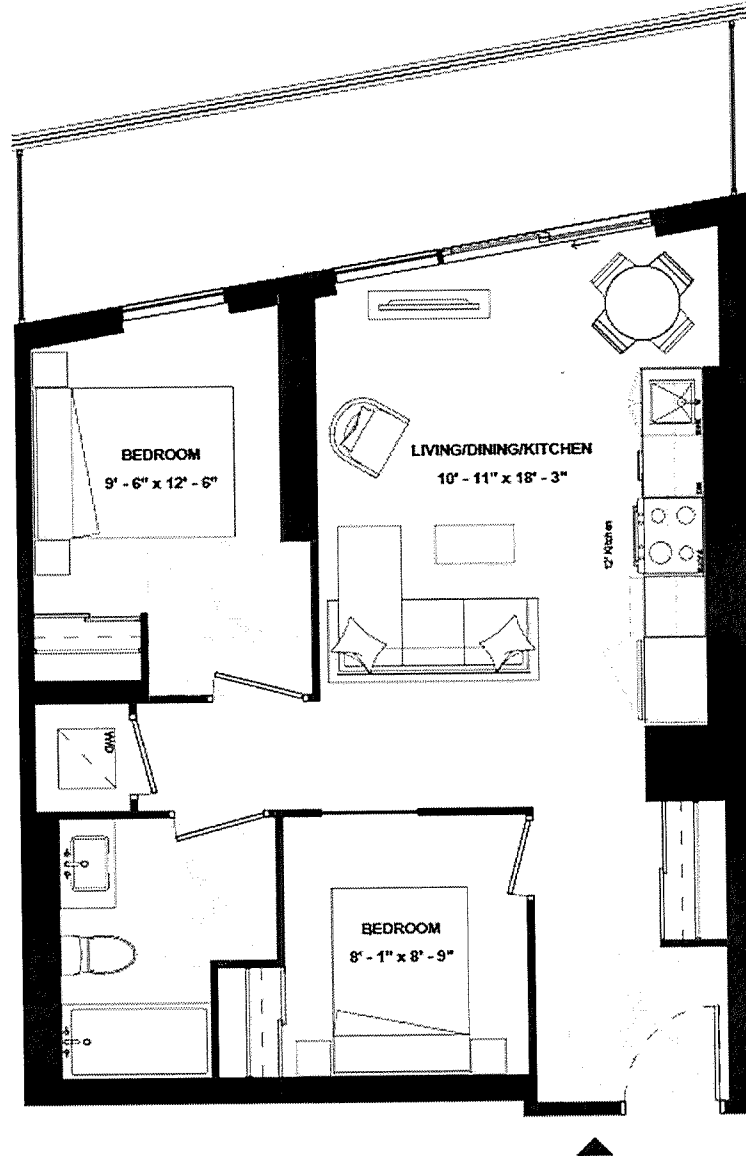 BEDROOM
9' - 6" x 12' - 6"
LIVING/DINING/KITCHEN
10' - 11" x 18' - 3"
12' Kitchen
W/D
BEDROOM
8' - 1" x 8' - 9"